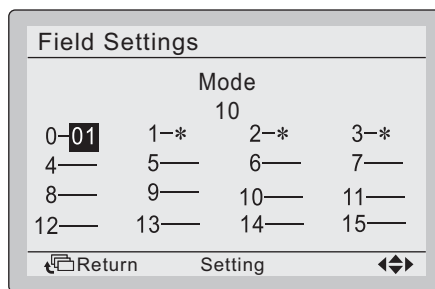 Field Settings
Mode
10
0–01 1–* 2–* 3–*
4— 5— 6— 7—
8— 9— 10— 11—
12— 13— 14— 15—
Return Setting